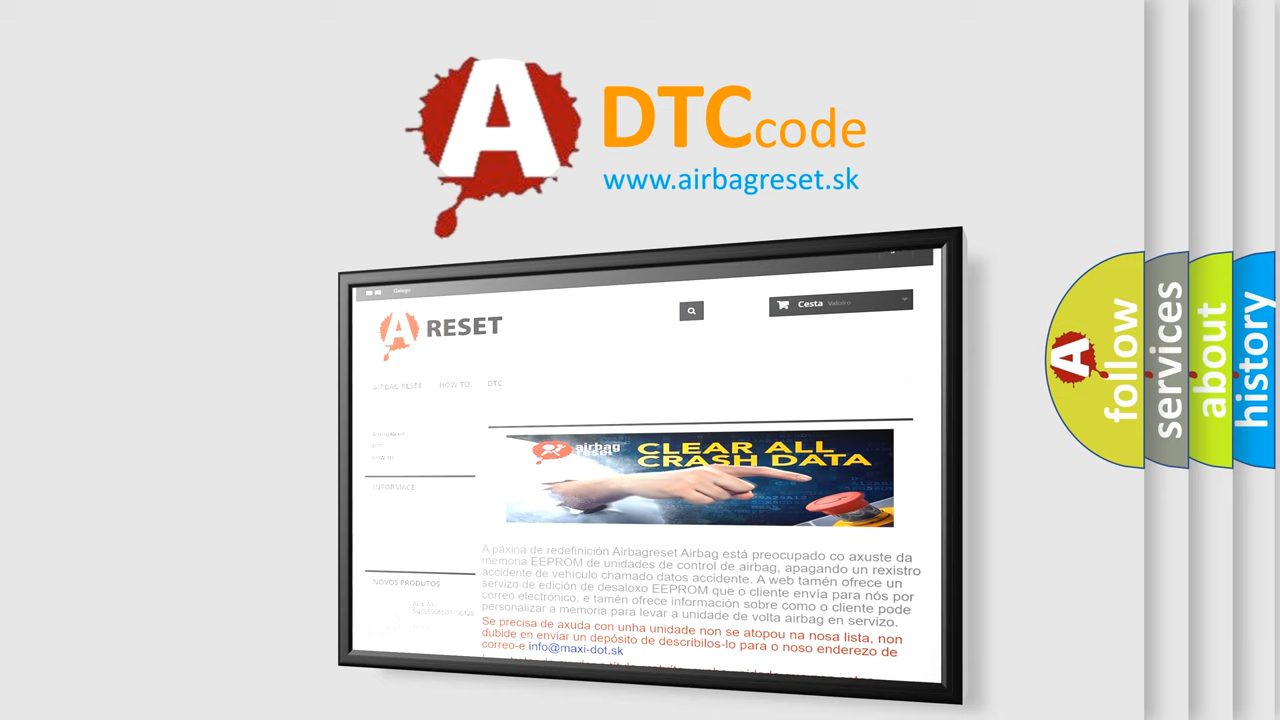 A
DTCcode
www.airbagreset.sk
Galego
A RESET
Cesta
AIRBAG RESET HOW TO DTC
INFORMACE
airbag
reset
CLEAR ALL
CRASH DATA
A páxina de redefinición Airbagreset Airbag está preocupado co axuste da
memoria EEPROM de unidades de control de airbag, apagando un rexistro
accidente de vehículo chamado datos accidente. A web tamén ofrece un
servizo de edición de desaloxo EEPROM que o cliente envía para nós por
correo electrónico, e tamén ofrece información sobre como o cliente pode
personalizar a memoria para levar a unidade de volta airbag en servizo.
Se precisa de axuda con unha unidade non se atopou na nosa lista, non
dubide en enviar un depósito de describilos-lo para o noso enderezo de
correo-e info@maxi-dot.sk
NOVOS PRODUTOS
A
follow
services
about
history